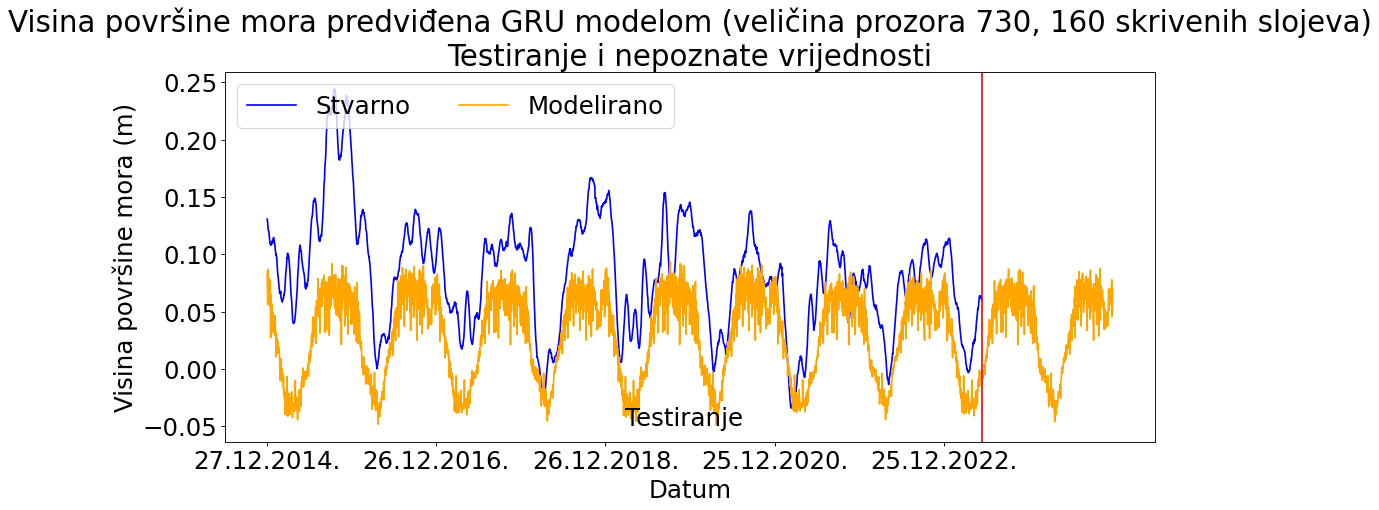 Visina površine mora predviđena GRU modelom (veličina prozora 730, 160 skrivenih slojeva)
Testiranje i nepoznate vrijednosti
Stvarno
Modelirano
Visina površine mora (m)
0.25
0.20
0.15
0.10
0.05
0.00
−0.05
Testiranje
27.12.2014.
26.12.2016.
26.12.2018.
25.12.2020.
25.12.2022.
Datum